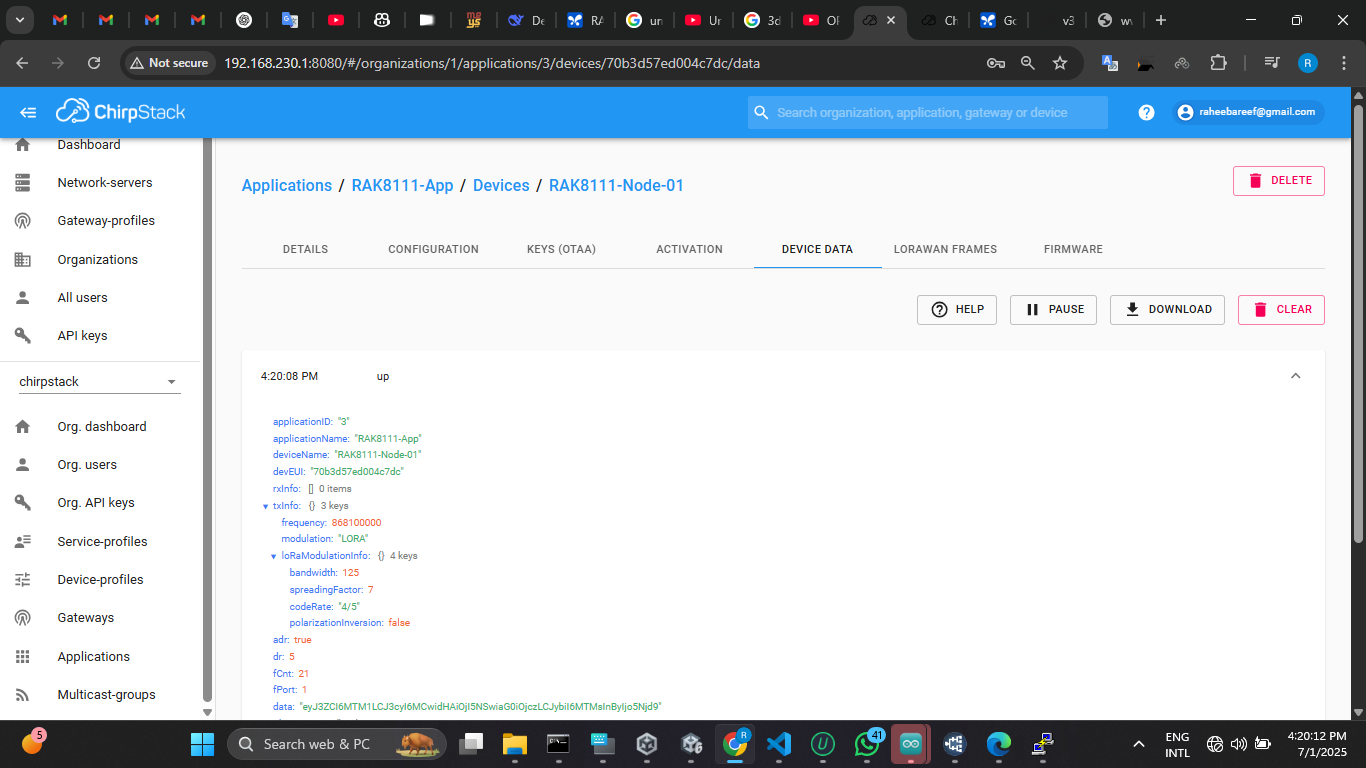 De
RA
un
Ur
3d
Of
Ch
Go
v3
w
Not secure
192.168.230.1:8080/#/organizations/1/applications/3/devices/70b3d57ed004c7dc/data
R
ChirpStack
Search organization, application, gateway or device
raheebareef@gmail.com
Dashboard
Network-servers
Gateway-profiles
Organizations
All users
API keys
chirpstack
Org. dashboard
Org. users
Org. API keys
Service-profiles
Device-profiles
Gateways
Applications
Multicast-groups
Applications / RAK8111-App / Devices / RAK8111-Node-01
DELETE
DETAILS CONFIGURATION KEYS (OTAA) ACTIVATION DEVICE DATA LORAWAN FRAMES FIRMWARE
HELP PAUSE DOWNLOAD CLEAR
4:20:08 PM up
applicationID: "3"
applicationName: "RAK8111-App"
deviceName: "RAK8111-Node-01"
devEUI: "70b3d57ed004c7dc"
rxInfo: [] 0 items
txInfo: {} 3 keys
frequency: 868100000
modulation: "LORA"
loRaModulationInfo: {} 4 keys
bandwidth: 125
spreadingFactor: 7
codeRate: "4/5"
polarizationInversion: false
adr: true
dr: 5
fCnt: 21
fPort: 1
data: "eyJ3ZCI6MTM1LCJ3cyI6MCwidHAiOjI5NSwiaG0iOjczLCJybiI6MTMsInByIjo5Njd9"
5
Search web & PC
R
41
ENG
INTL
4:20:12 PM
7/1/2025